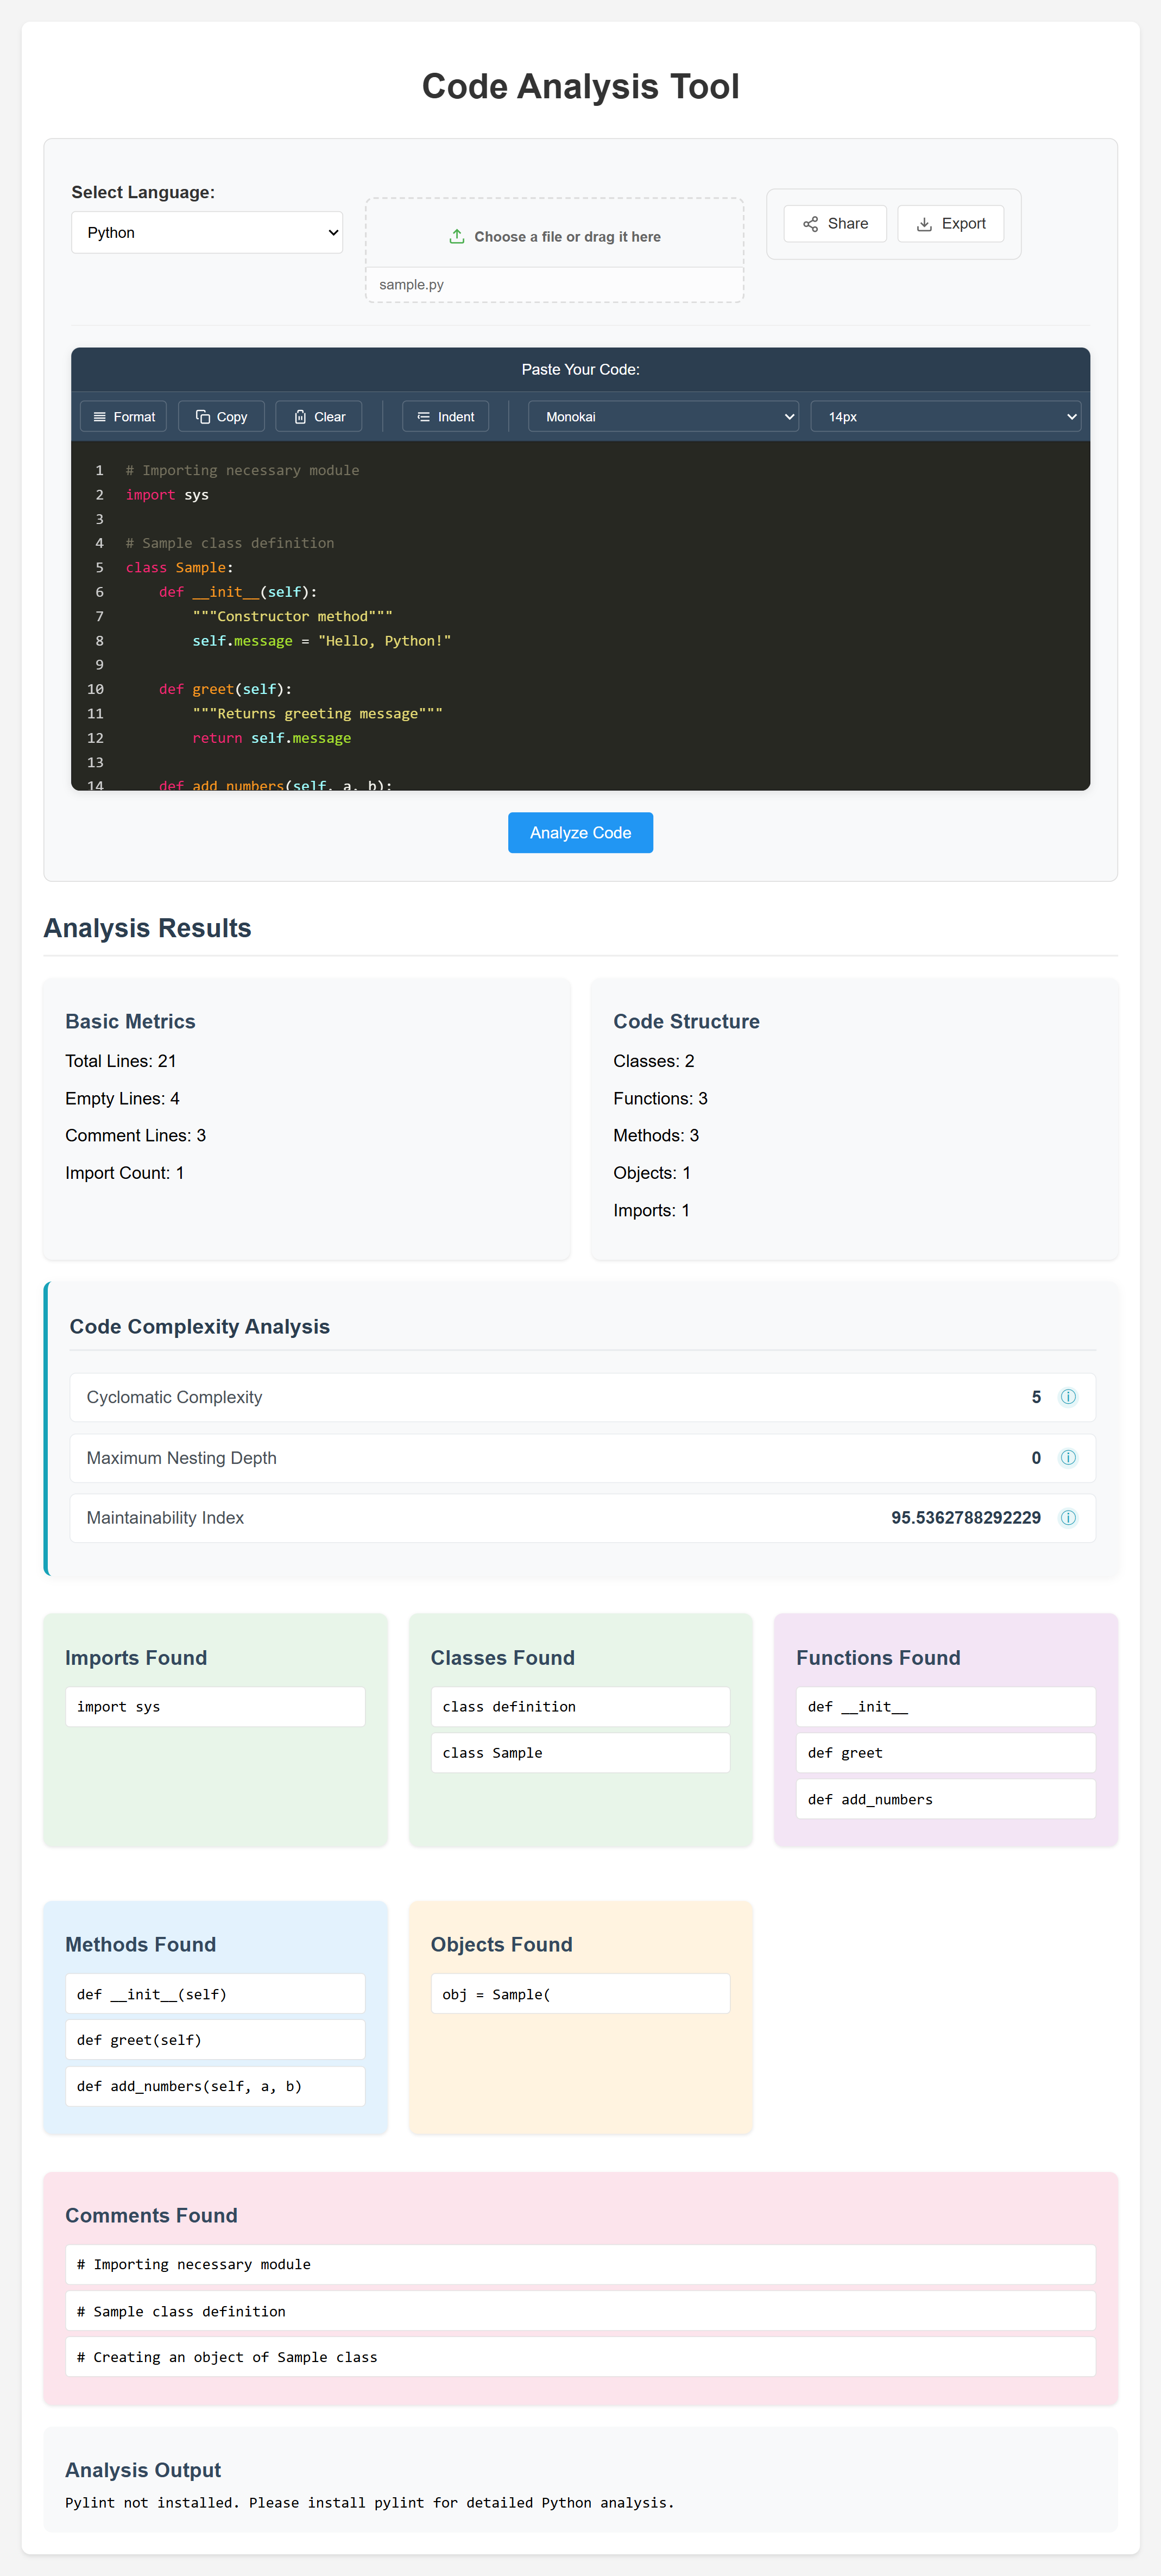 Code Analysis Tool
Select Language:
Python
Choose a file or drag it here
sample.py
Share
Export
Paste Your Code:
Format
Copy
Clear
Indent
Monokai
14px
1 # Importing necessary module
2 import sys
3
4 # Sample class definition
5 class Sample:
6     def __init__(self):
7         """Constructor method"""
8         self.message = "Hello, Python!"
9
10     def greet(self):
11         """Returns greeting message"""
12         return self.message
13
14     def add_numbers(self, a, b):
Analyze Code
Analysis Results
Basic Metrics
Total Lines: 21
Empty Lines: 4
Comment Lines: 3
Import Count: 1
Code Structure
Classes: 2
Functions: 3
Methods: 3
Objects: 1
Imports: 1
Code Complexity Analysis
Cyclomatic Complexity 5 ⓘ
Maximum Nesting Depth 0 ⓘ
Maintainability Index 95.5362788292229 ⓘ
Imports Found
import sys
Classes Found
class definition
class Sample
Functions Found
def __init__
def greet
def add_numbers
Methods Found
def __init__(self)
def greet(self)
def add_numbers(self, a, b)
Objects Found
obj = Sample(
Comments Found
# Importing necessary module
# Sample class definition
# Creating an object of Sample class
Analysis Output
Pylint not installed. Please install pylint for detailed Python analysis.